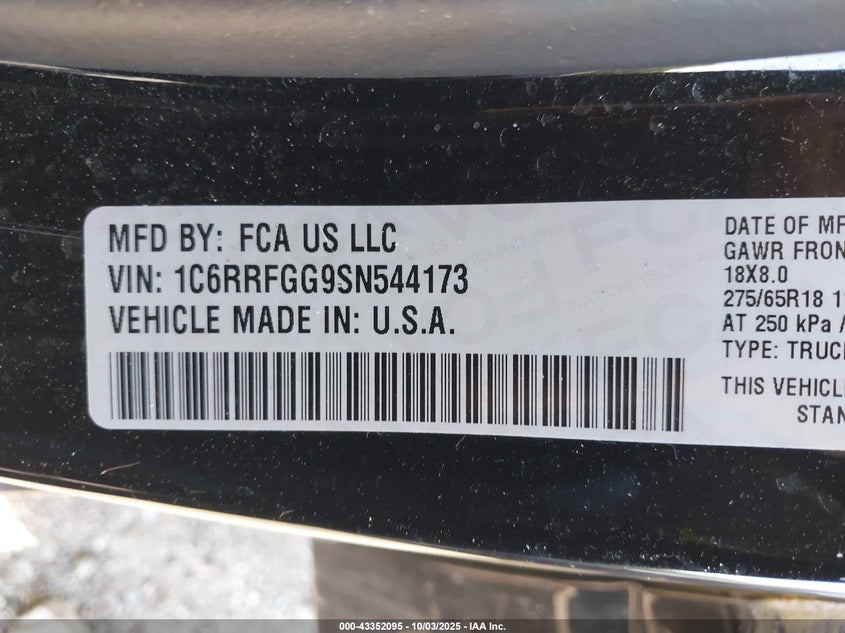 MFD BY: FCA US LLC
VIN: 1C6RRFGG9SN544173
VEHICLE MADE IN: U.S.A.
DATE OF MF
GAWR FRON
18X8.0
275/65R18 1
AT 250 kPa /
TYPE: TRUC
THIS VEHICL
STAN
000-43352095 - 10/03/2025 - IAA Inc.